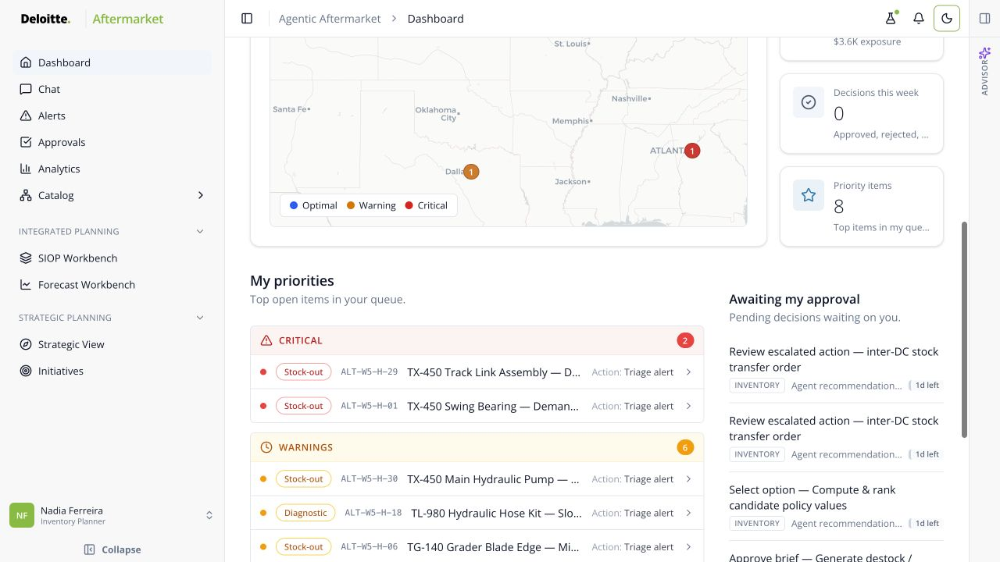 Deloitte. Aftermarket
Agentic Aftermarket > Dashboard
Dashboard
Chat
Alerts
Approvals
Analytics
Catalog
INTEGRATED PLANNING
SIOP Workbench
Forecast Workbench
STRATEGIC PLANNING
Strategic View
Initiatives
NF
Nadia Ferreira
Inventory Planner
Collapse
St. Louis
Nashville
Santa Fe
Oklahoma
City
Memphis
ATLANT
1
Dalla
1
Jackson
Optimal
Warning
Critical
$3.6K exposure
Decisions this week
0
Approved, rejected, ...
Priority items
8
Top items in my que...
ADVISOR
My priorities
Top open items in your queue.
CRITICAL 2
Stock-out ALT-W5-H-29 TX-450 Track Link Assembly — D... Action: Triage alert
Stock-out ALT-W5-H-01 TX-450 Swing Bearing — Deman... Action: Triage alert
WARNINGS 6
Stock-out ALT-W5-H-30 TX-450 Main Hydraulic Pump — ... Action: Triage alert
Diagnostic ALT-W5-H-18 TL-980 Hydraulic Hose Kit — Slo... Action: Triage alert
Stock-out ALT-W5-H-06 TG-140 Grader Blade Edge — Mi... Action: Triage alert
Awaiting my approval
Pending decisions waiting on you.
Review escalated action — inter-DC stock
transfer order
INVENTORY Agent recommendation... 1d left
Review escalated action — inter-DC stock
transfer order
INVENTORY Agent recommendation... 1d left
Select option — Compute & rank
candidate policy values
INVENTORY Agent recommendation... 1d left
Approve brief — Generate destock /